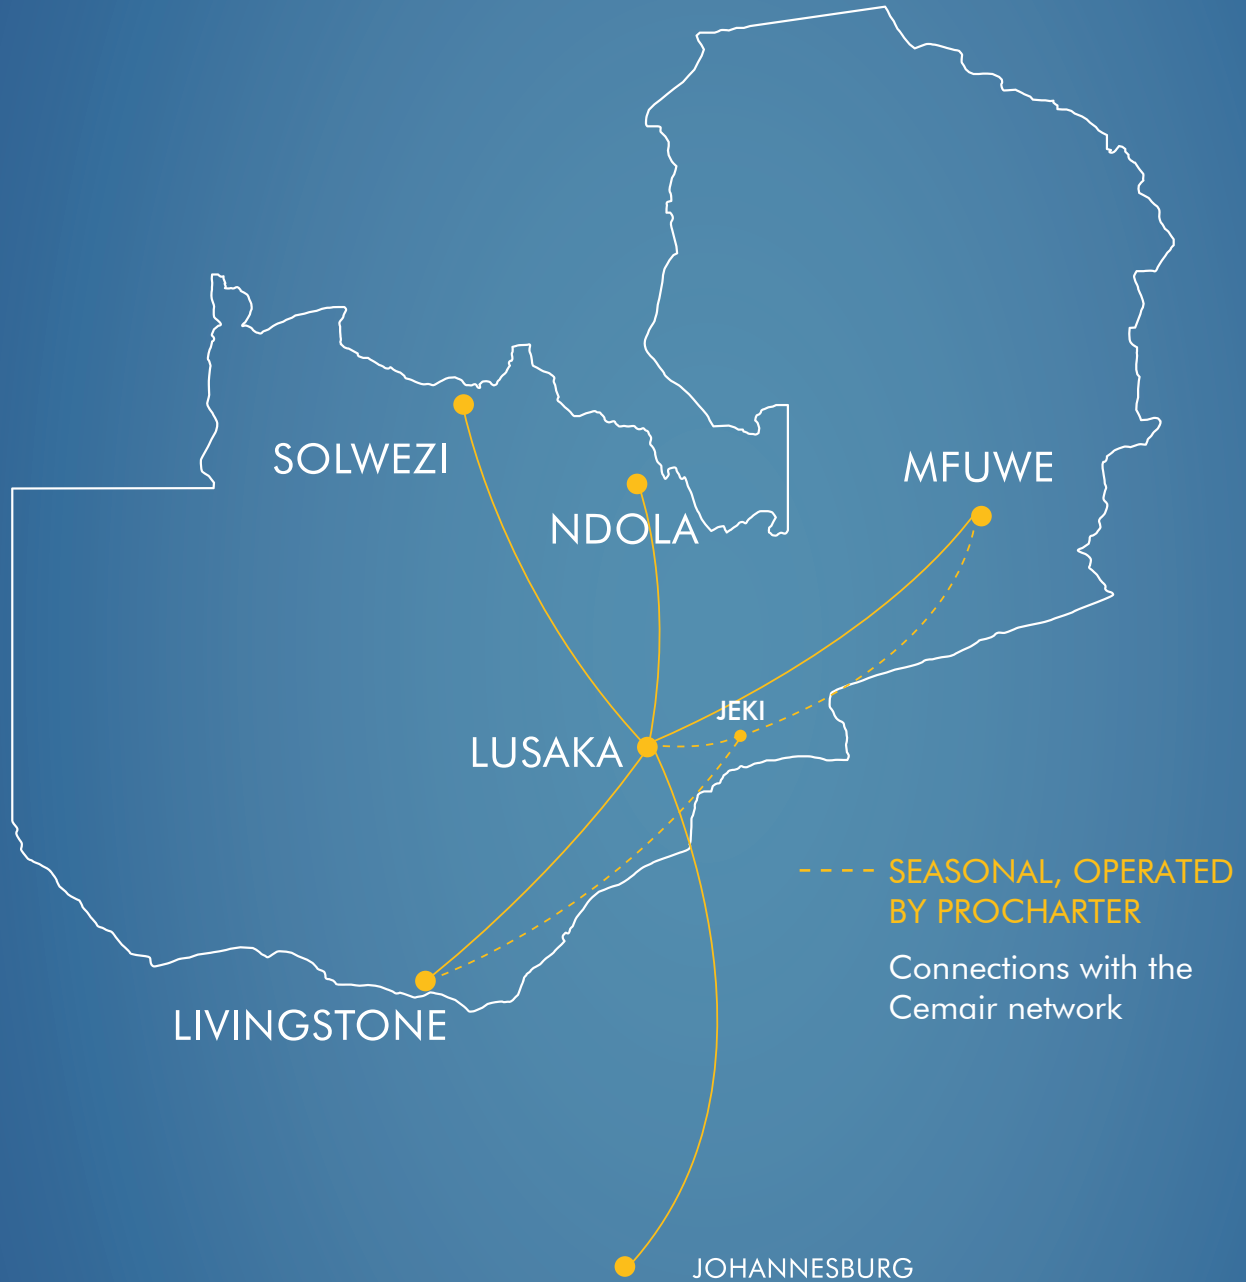 SOLWEZI
MFUWE
NDOLA
JEKI
LUSAKA
SEASONAL, OPERATED
BY PROCHARTER
Connections with the
Cemair network
LIVINGSTONE
JOHANNESBURG